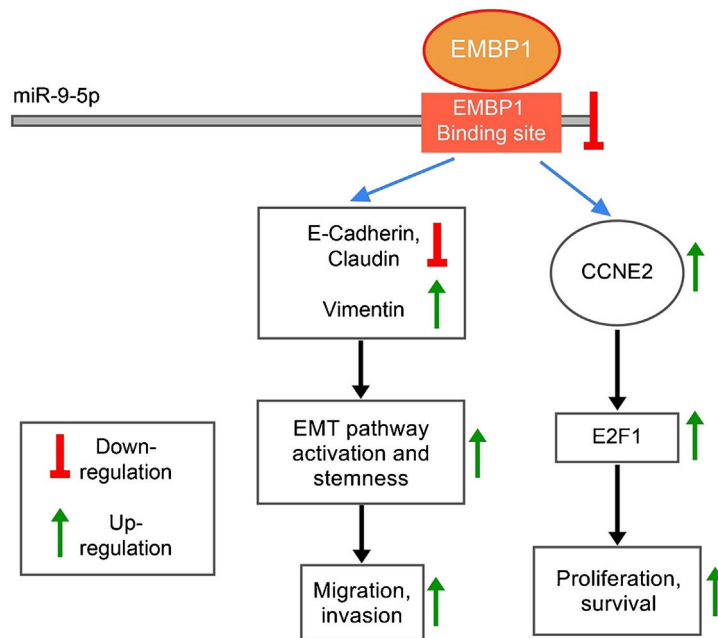 EMBP1
miR-9-5p
EMBP1
Binding site
E-Cadherin,
Claudin
Vimentin
CCNE2
EMT pathway
activation and
stemness
E2F1
Down-
regulation
Up-
regulation
Migration,
invasion
Proliferation,
survival